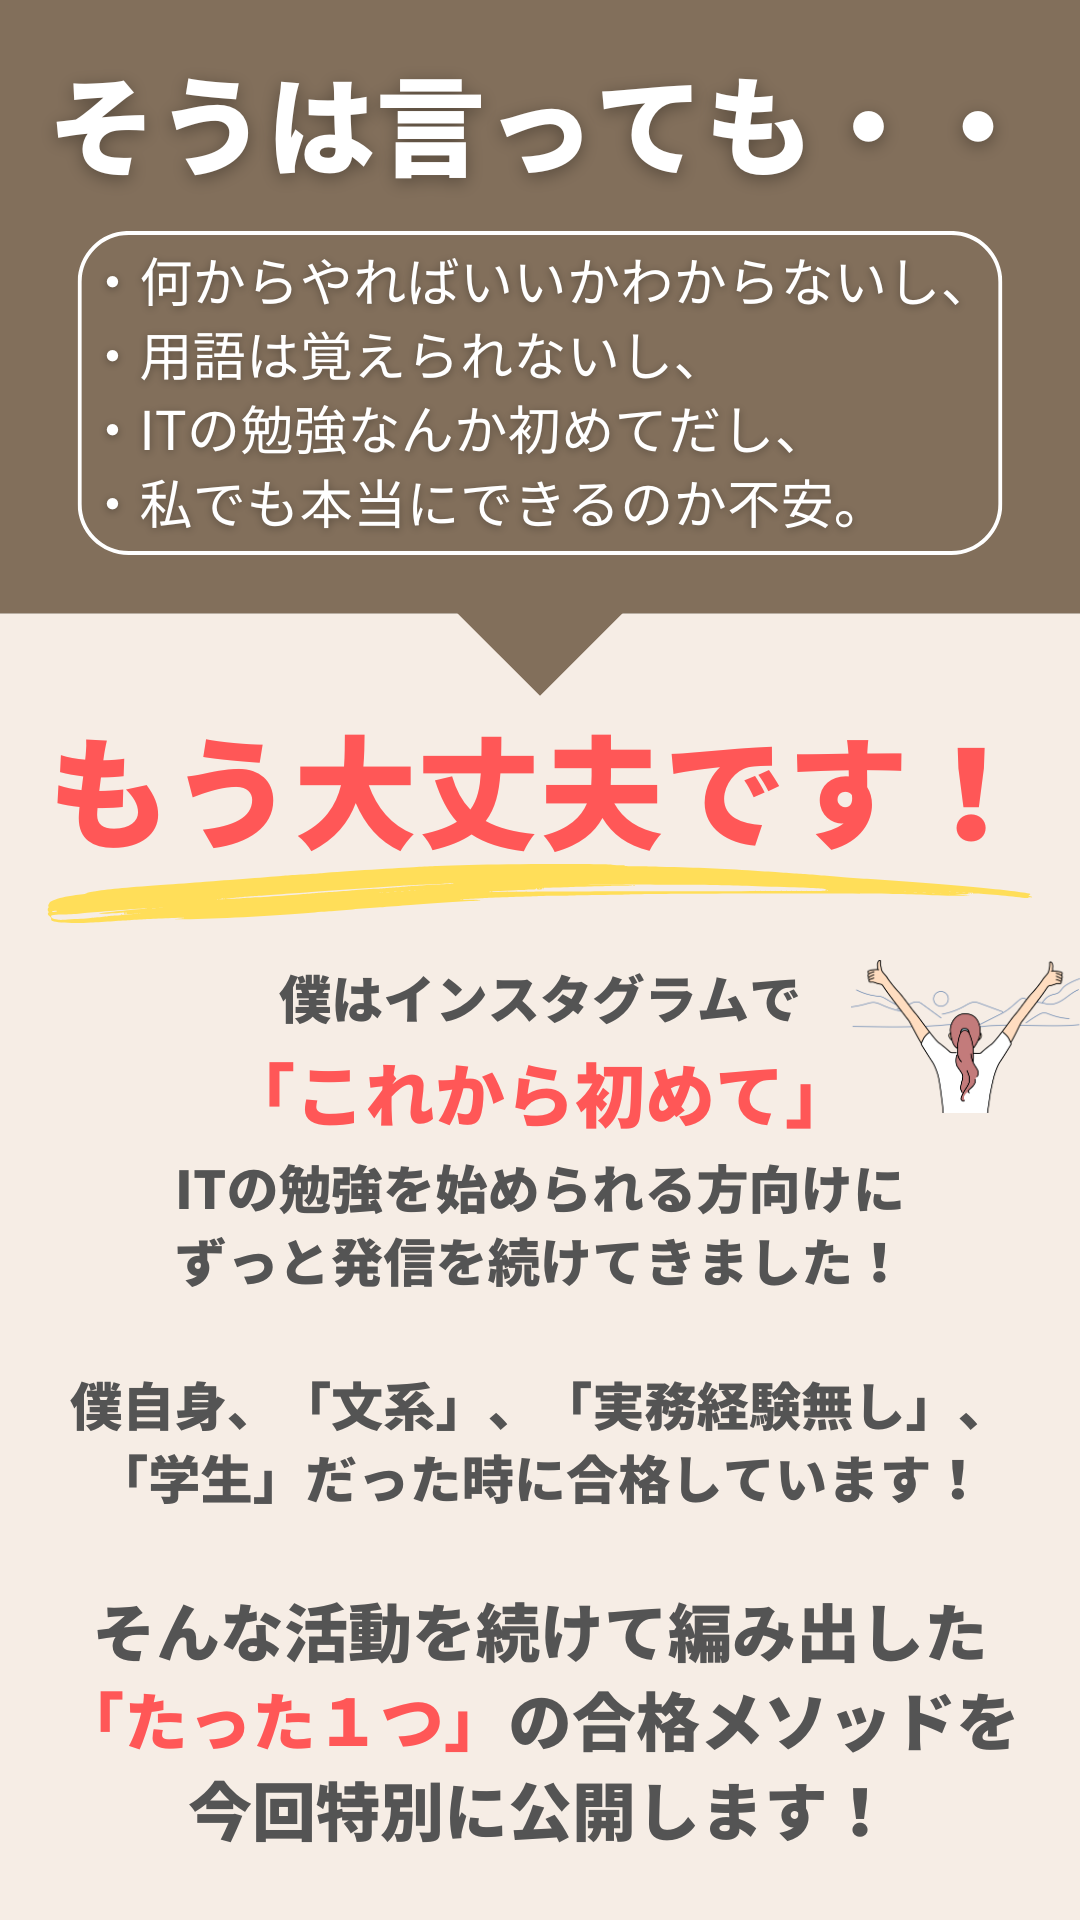 そうは言っても・・
・何からやればいいかわからないし、
・用語は覚えられないし、
・ITの勉強なんか初めてだし、
・私でも本当にできるのか不安。
もう大丈夫です！
僕はインスタグラムで
「これから初めて」
ITの勉強を始められる方向けに
ずっと発信を続けてきました！
僕自身、「文系」、「実務経験無し」、
「学生」だった時に合格しています！
そんな活動を続けて編み出した
「たった１つ」の合格メソッドを
今回特別に公開します！